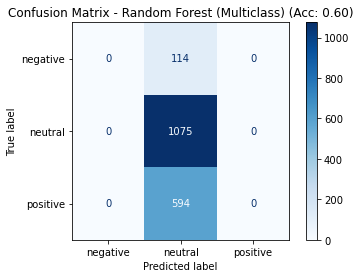 Confusion Matrix - Random Forest (Multiclass) (Acc: 0.60)
negative 0 114 0
neutral 0 1075 0
positive 0 594 0
negative neutral positive
Predicted label
True label
1000
800
600
400
200
0